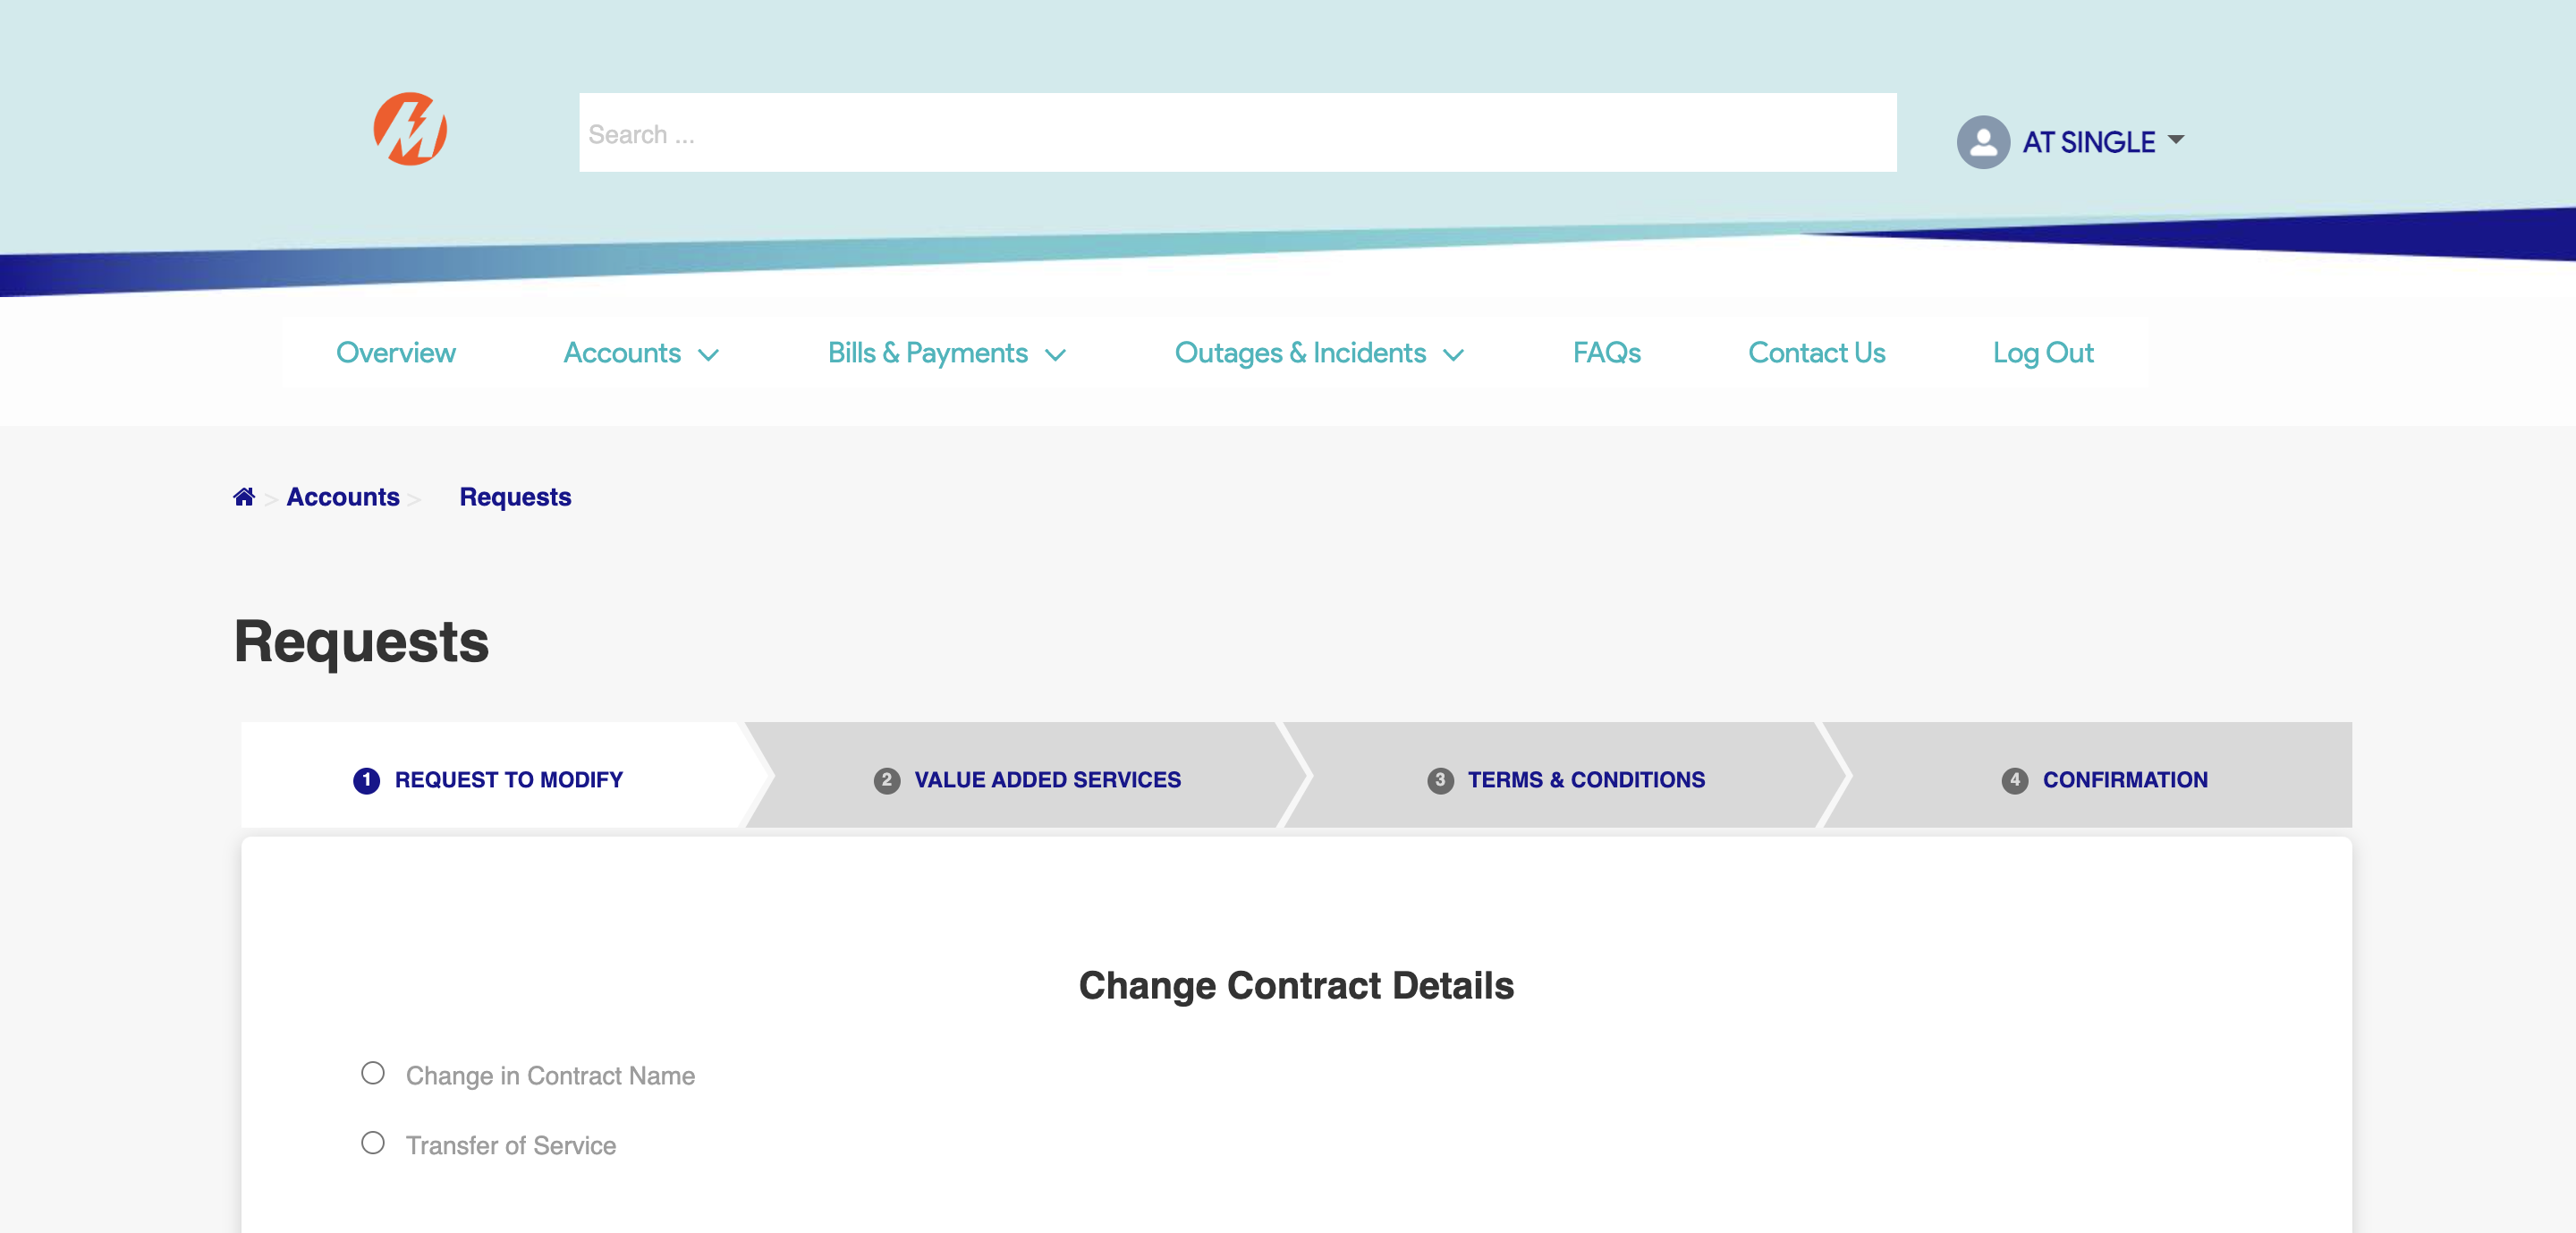 Search ...
AT SINGLE
Overview Accounts Bills & Payments Outages & Incidents FAQs Contact Us Log Out
> Accounts > Requests
Requests
1 REQUEST TO MODIFY 2 VALUE ADDED SERVICES 3 TERMS & CONDITIONS 4 CONFIRMATION
Change Contract Details
Change in Contract Name
Transfer of Service